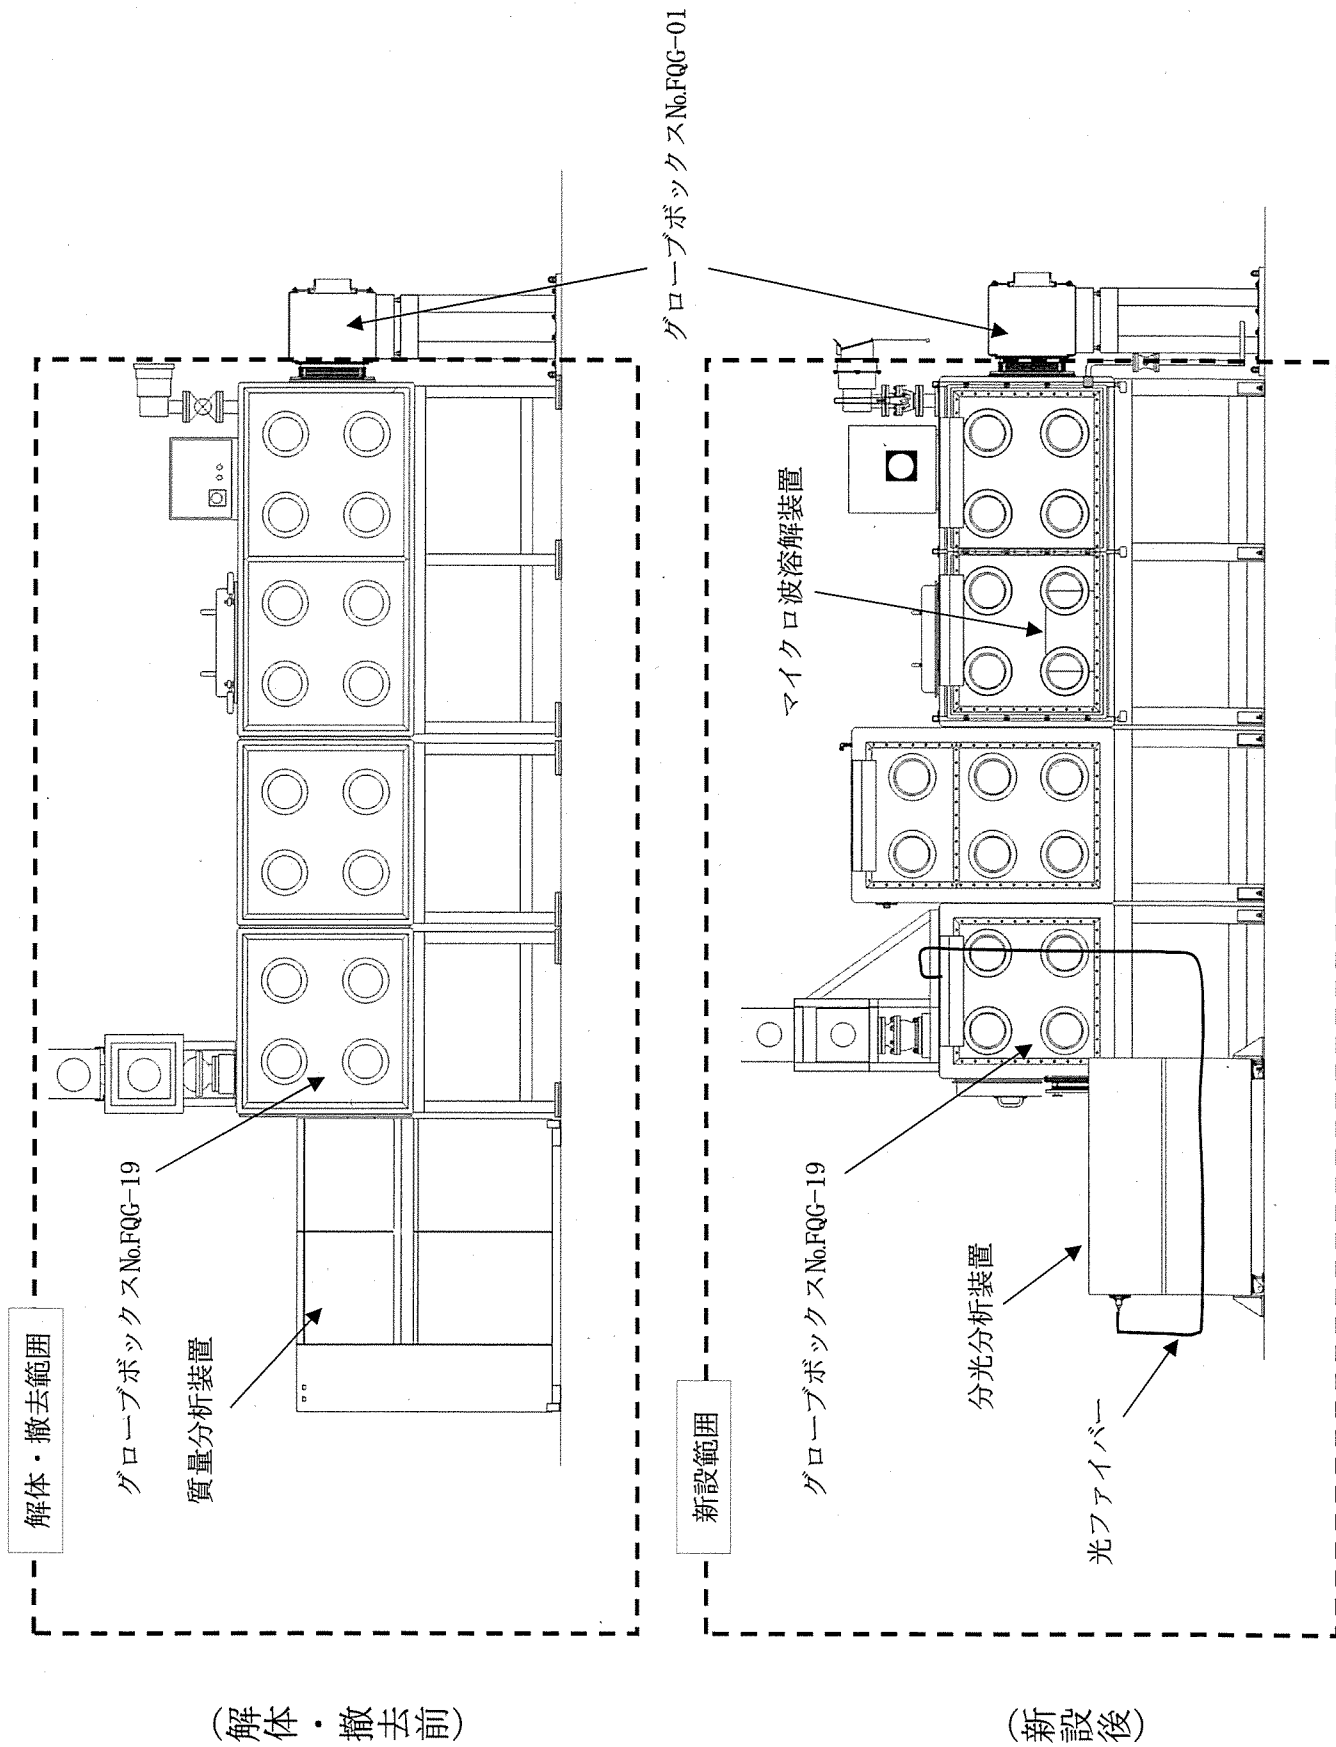 (解体・撤去前)
解体・撤去範囲
グローブボックスNo.FQG-19
質量分析装置
グローブボックスNo.FQG-01
(新設後)
新設範囲
マイクロ波溶解装置
グローブボックスNo.FQG-19
分光分析装置
光ファイバー